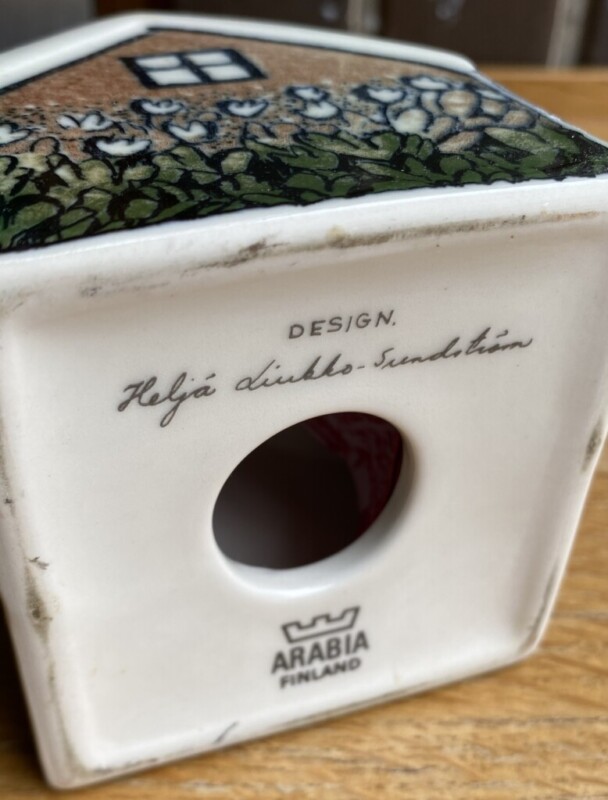 DESIGN.
Heljä Liukko-Sundström
ARABIA
FINLAND